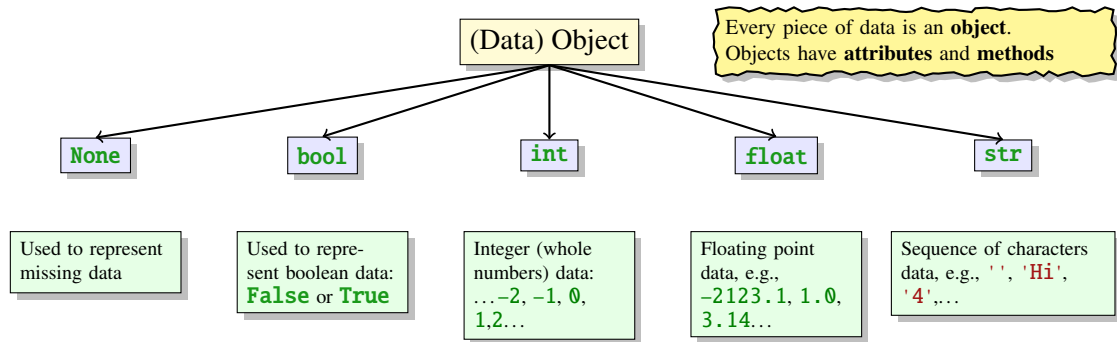 (Data) Object
Every piece of data is an object.
Objects have attributes and methods
None
bool
int
float
str
Used to represent
missing data
Used to repre-
sent boolean data:
False or True
Integer (whole
numbers) data:
...-2, -1, 0,
1,2...
Floating point
data, e.g.,
-2123.1, 1.0,
3.14...
Sequence of characters
data, e.g., '', 'Hi',
'4',...